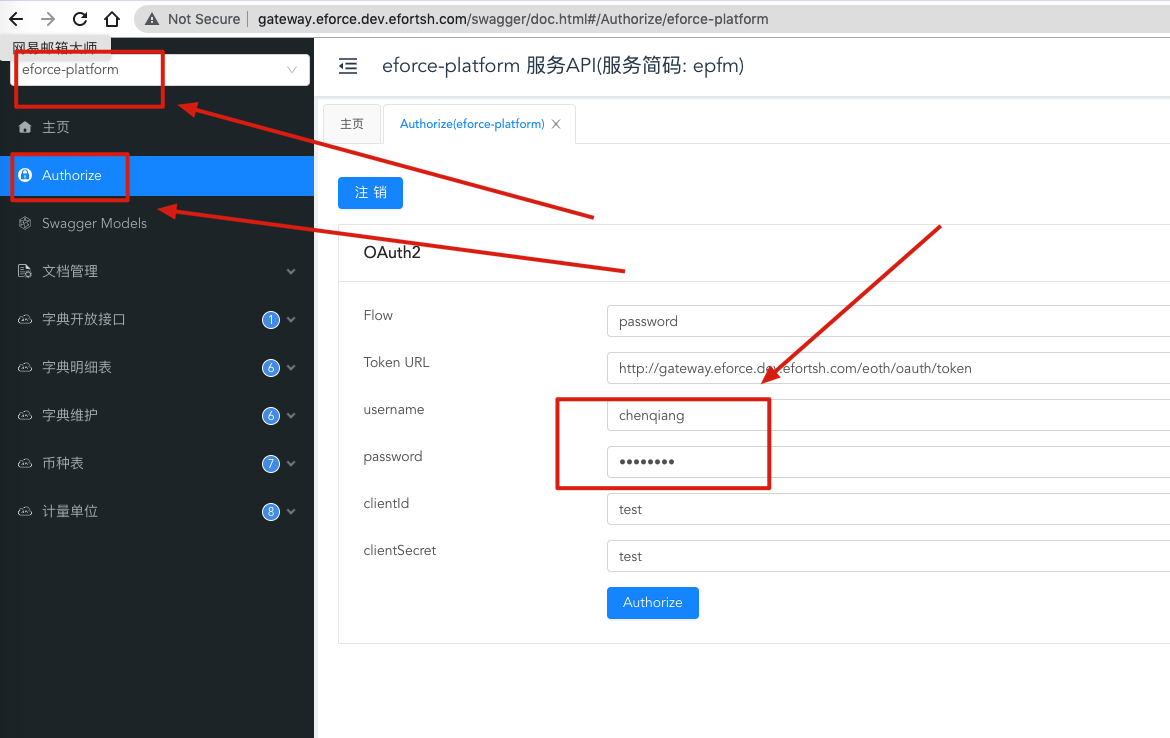 Not Secure
gateway.eforce.dev.efortsh.com/swagger/doc.html#/Authorize/eforce-platform
网易邮箱大师
eforce-platform
eforce-platform 服务API(服务简码: epfm)
主页
Authorize
Swagger Models
文档管理
字典开放接口 1
字典明细表 6
字典维护 6
币种表 7
计量单位 8
主页
Authorize(eforce-platform)
注 销
OAuth2
Flow
password
Token URL
http://gateway.eforce.dev.efortsh.com/eoth/oauth/token
username
chenqiang
password
••••••••
clientId
test
clientSecret
test
Authorize